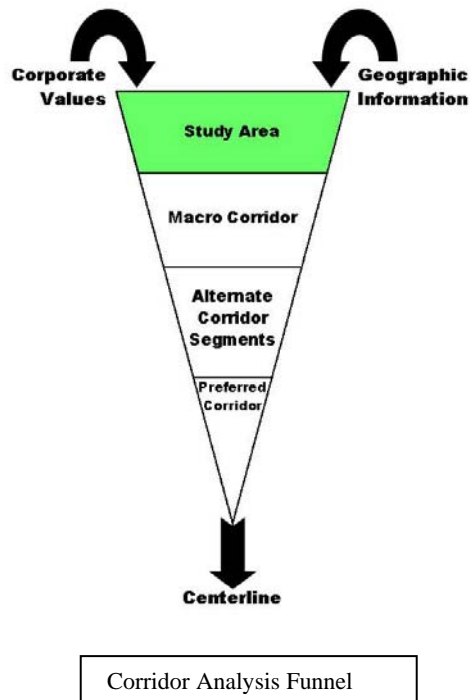 Corporate
Values
Geographic
Information
Study Area
Macro Corridor
Alternate
Corridor
Segments
Preferred
Corridor
Centerline
Corridor Analysis Funnel